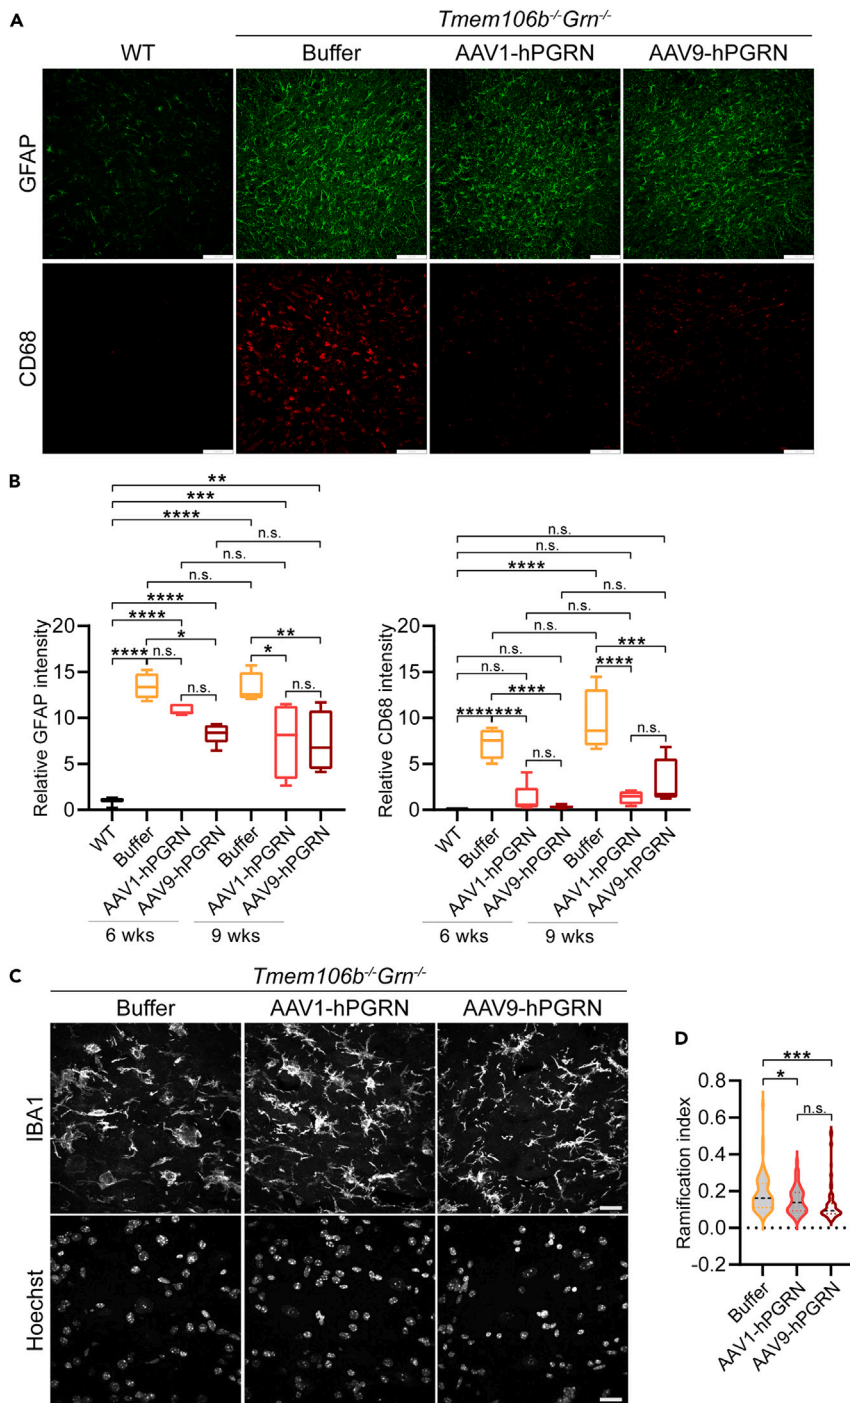 A
Tmem106b-/-Grn-/-
WT
Buffer
AAV1-hPGRN
AAV9-hPGRN
GFAP
CD68
B
**
***
****
n.s.
n.s.
n.s.
****
****
*
**** n.s.
n.s.
**
*
n.s.
Relative GFAP intensity
20
15
10
5
0
WT
Buffer
AAV1-hPGRN
AAV9-hPGRN
Buffer
AAV1-hPGRN
AAV9-hPGRN
6 wks
9 wks
n.s.
n.s.
****
n.s.
n.s.
n.s.
n.s.
n.s.
****
*******
n.s.
***
****
n.s.
Relative CD68 intensity
20
15
10
5
0
WT
Buffer
AAV1-hPGRN
AAV9-hPGRN
Buffer
AAV1-hPGRN
AAV9-hPGRN
6 wks
9 wks
C
Tmem106b-/-Grn-/-
Buffer
AAV1-hPGRN
AAV9-hPGRN
IBA1
Hoechst
D
***
*
n.s.
Ramification index
0.8
0.6
0.4
0.2
0.0
-0.2
Buffer
AAV1-hPGRN
AAV9-hPGRN